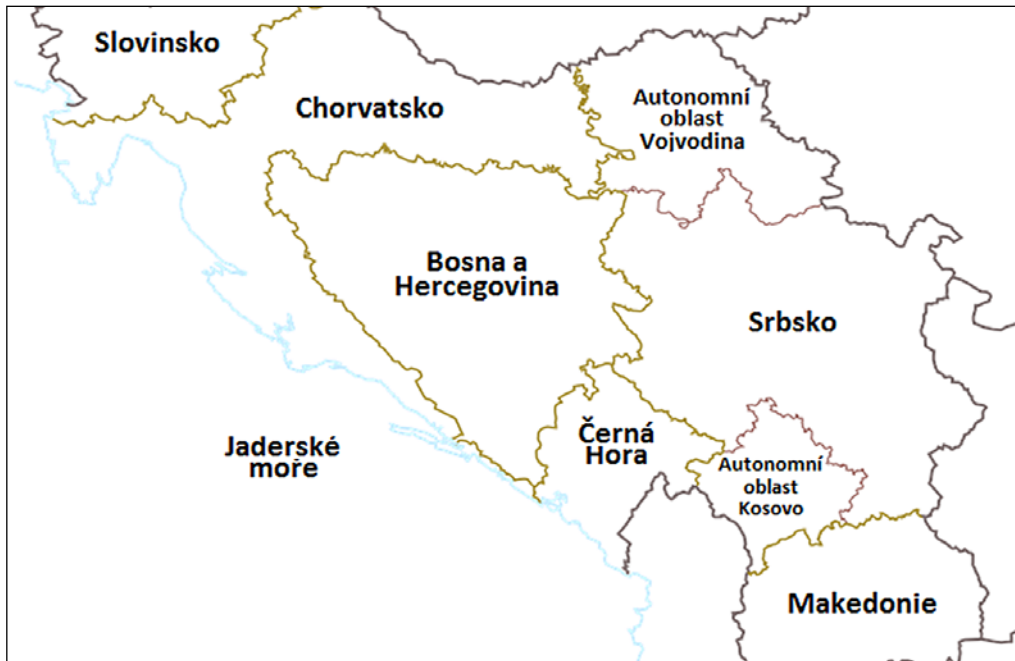 Slovinsko
Chorvatsko
Autonomní
oblast
Vojvodina
Bosna a
Hercegovina
Srbsko
Jaderské
moře
Černá
Hora
Autonomní
oblast
Kosovo
Makedonie